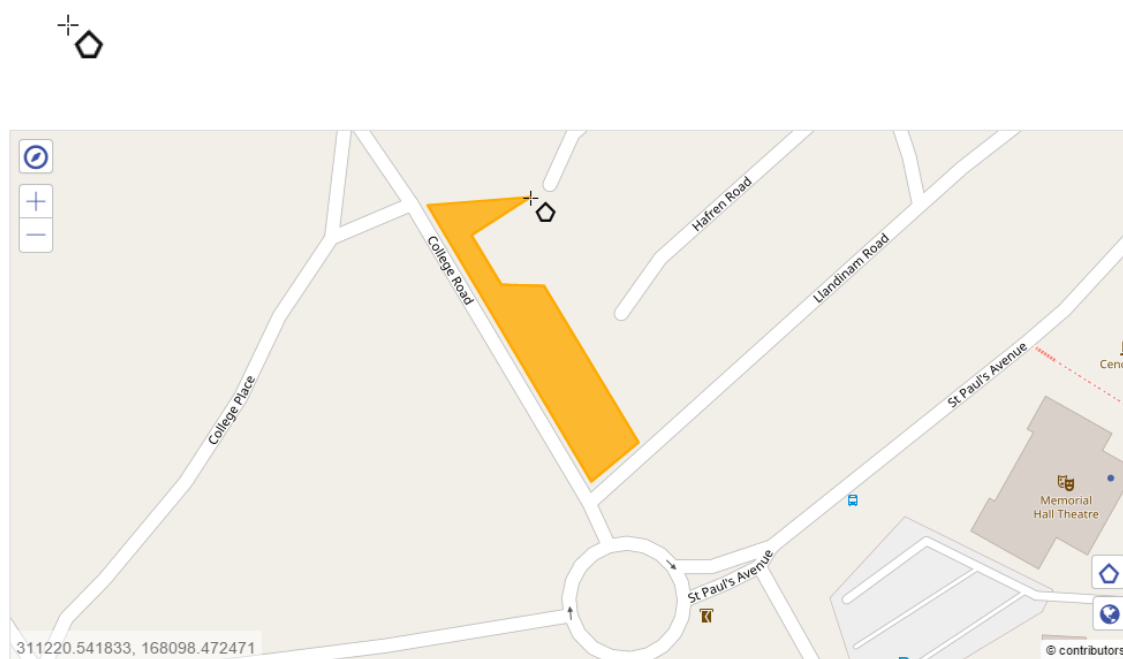 Hafren Road
College Road
Llandinam Road
St Paul's Avenue
College Place
Memorial
Hall Theatre
St Paul's Avenue
311220.541833, 168098.472471
© contributors